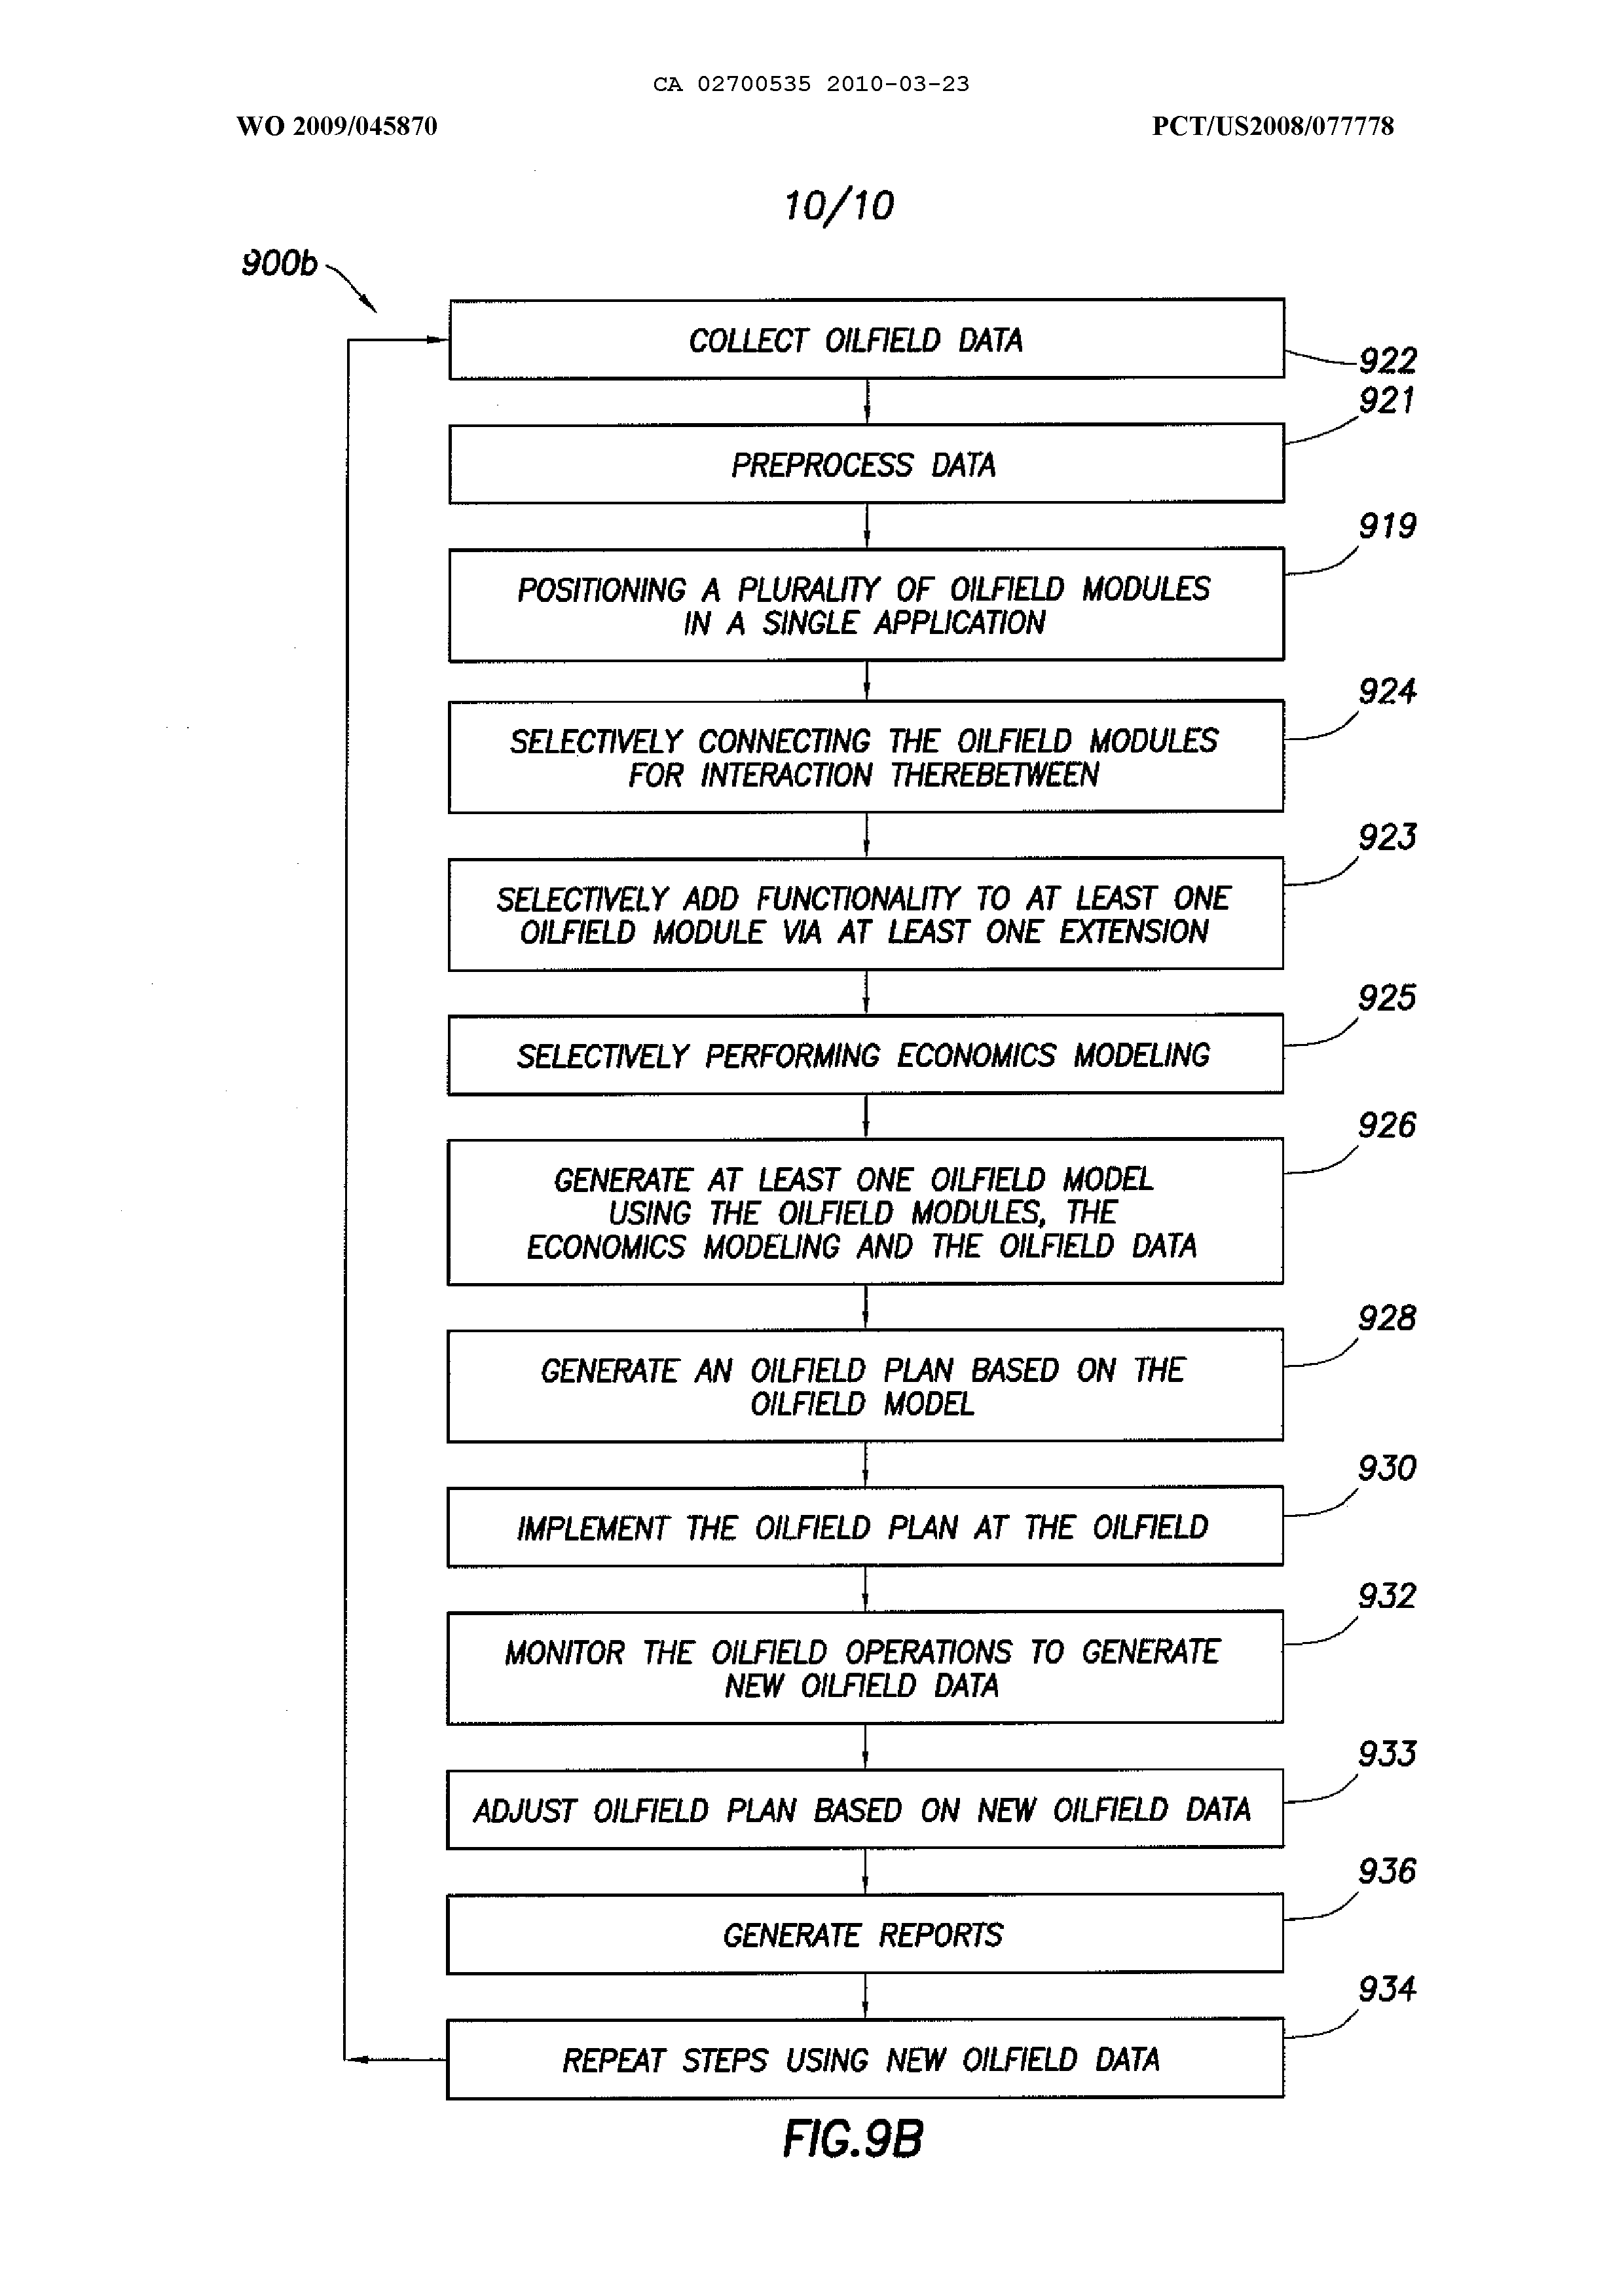 CA 02700535 2010-03-23
WO 2009/045870
PCT/US2008/077778
10/10
900b
COLLECT OILFIELD DATA
922
921
PREPROCESS DATA
919
POSITIONING A PLURALITY OF OILFIELD MODULES
IN A SINGLE APPLICATION
924
SELECTIVELY CONNECTING THE OILFIELD MODULES
FOR INTERACTION THEREBETWEEN
923
SELECTIVELY ADD FUNCTIONALITY TO AT LEAST ONE
OILFIELD MODULE VIA AT LEAST ONE EXTENSION
925
SELECTIVELY PERFORMING ECONOMICS MODELING
926
GENERATE AT LEAST ONE OILFIELD MODEL
USING THE OILFIELD MODULES, THE
ECONOMICS MODELING AND THE OILFIELD DATA
928
GENERATE AN OILFIELD PLAN BASED ON THE
OILFIELD MODEL
930
IMPLEMENT THE OILFIELD PLAN AT THE OILFIELD
932
MONITOR THE OILFIELD OPERATIONS TO GENERATE
NEW OILFIELD DATA
933
ADJUST OILFIELD PLAN BASED ON NEW OILFIELD DATA
936
GENERATE REPORTS
934
REPEAT STEPS USING NEW OILFIELD DATA
FIG.9B